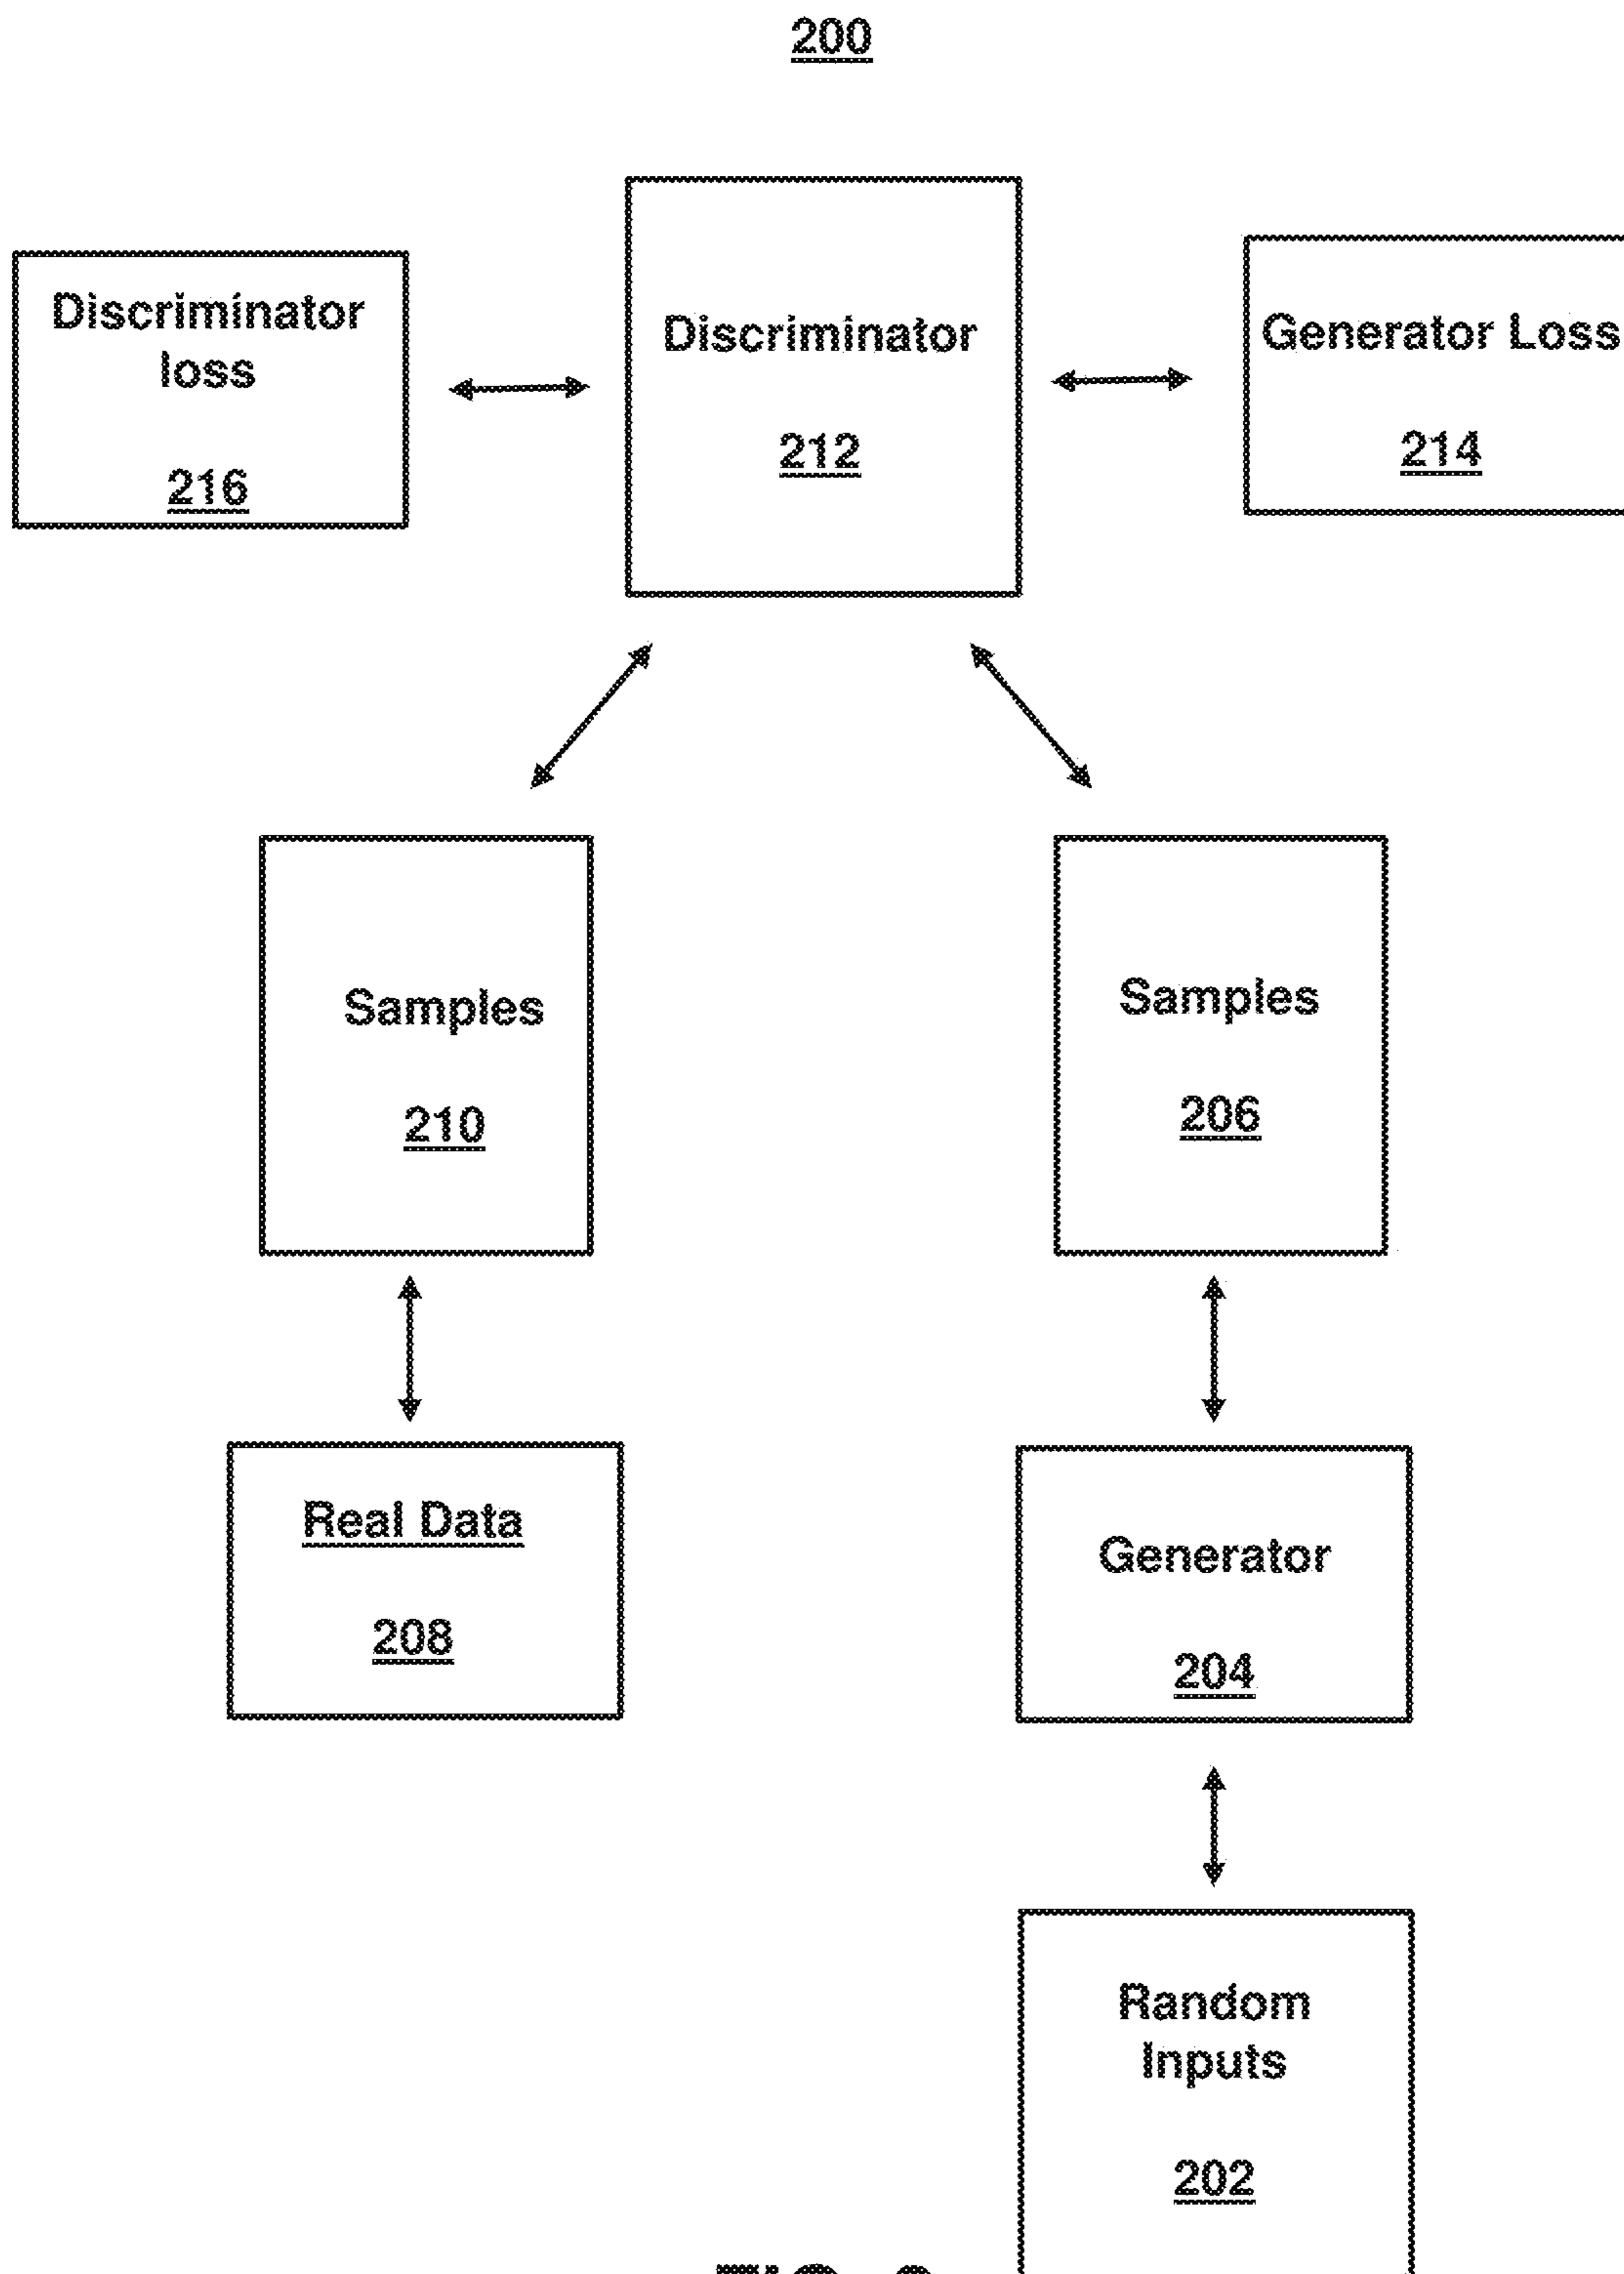 200
Discriminator
loss
216
Discriminator
212
Generator Loss
214
Samples
210
Samples
206
Real Data
208
Generator
204
Random
Inputs
202